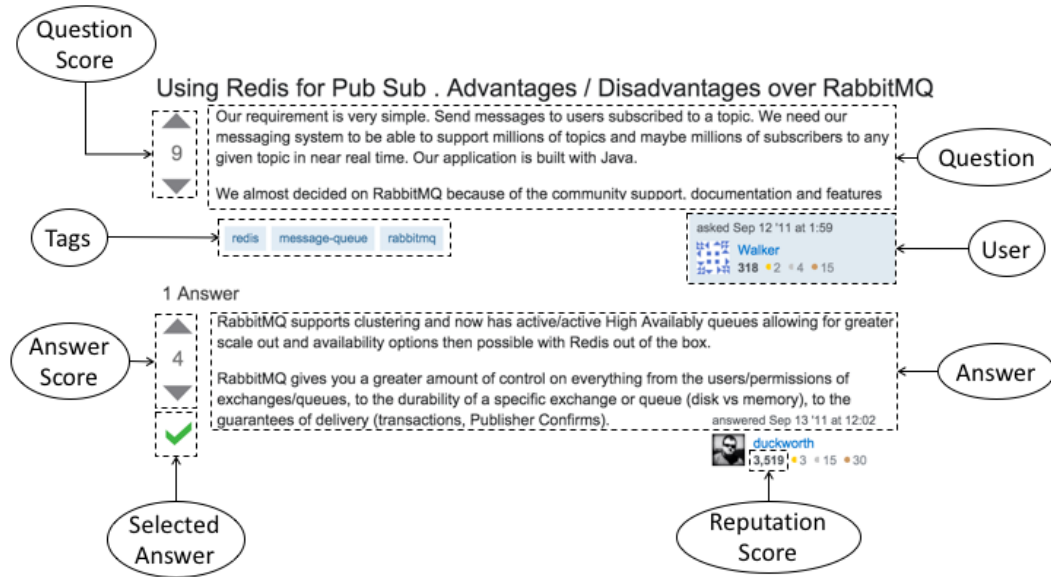 Question
Score
Using Redis for Pub Sub . Advantages / Disadvantages over RabbitMQ
9
Our requirement is very simple. Send messages to users subscribed to a topic. We need our
messaging system to be able to support millions of topics and maybe millions of subscribers to any
given topic in near real time. Our application is built with Java.
We almost decided on RabbitMQ because of the community support, documentation and features
Question
Tags
redis message-queue rabbitmq
asked Sep 12 '11 at 1:59
Walker
318 2 4 15
User
1 Answer
Answer
Score
4
RabbitMQ supports clustering and now has active/active High Availably queues allowing for greater
scale out and availability options then possible with Redis out of the box.
RabbitMQ gives you a greater amount of control on everything from the users/permissions of
exchanges/queues, to the durability of a specific exchange or queue (disk vs memory), to the
guarantees of delivery (transactions, Publisher Confirms).
Answer
answered Sep 13 '11 at 12:02
duckworth
3,519 3 15 30
Selected
Answer
Reputation
Score